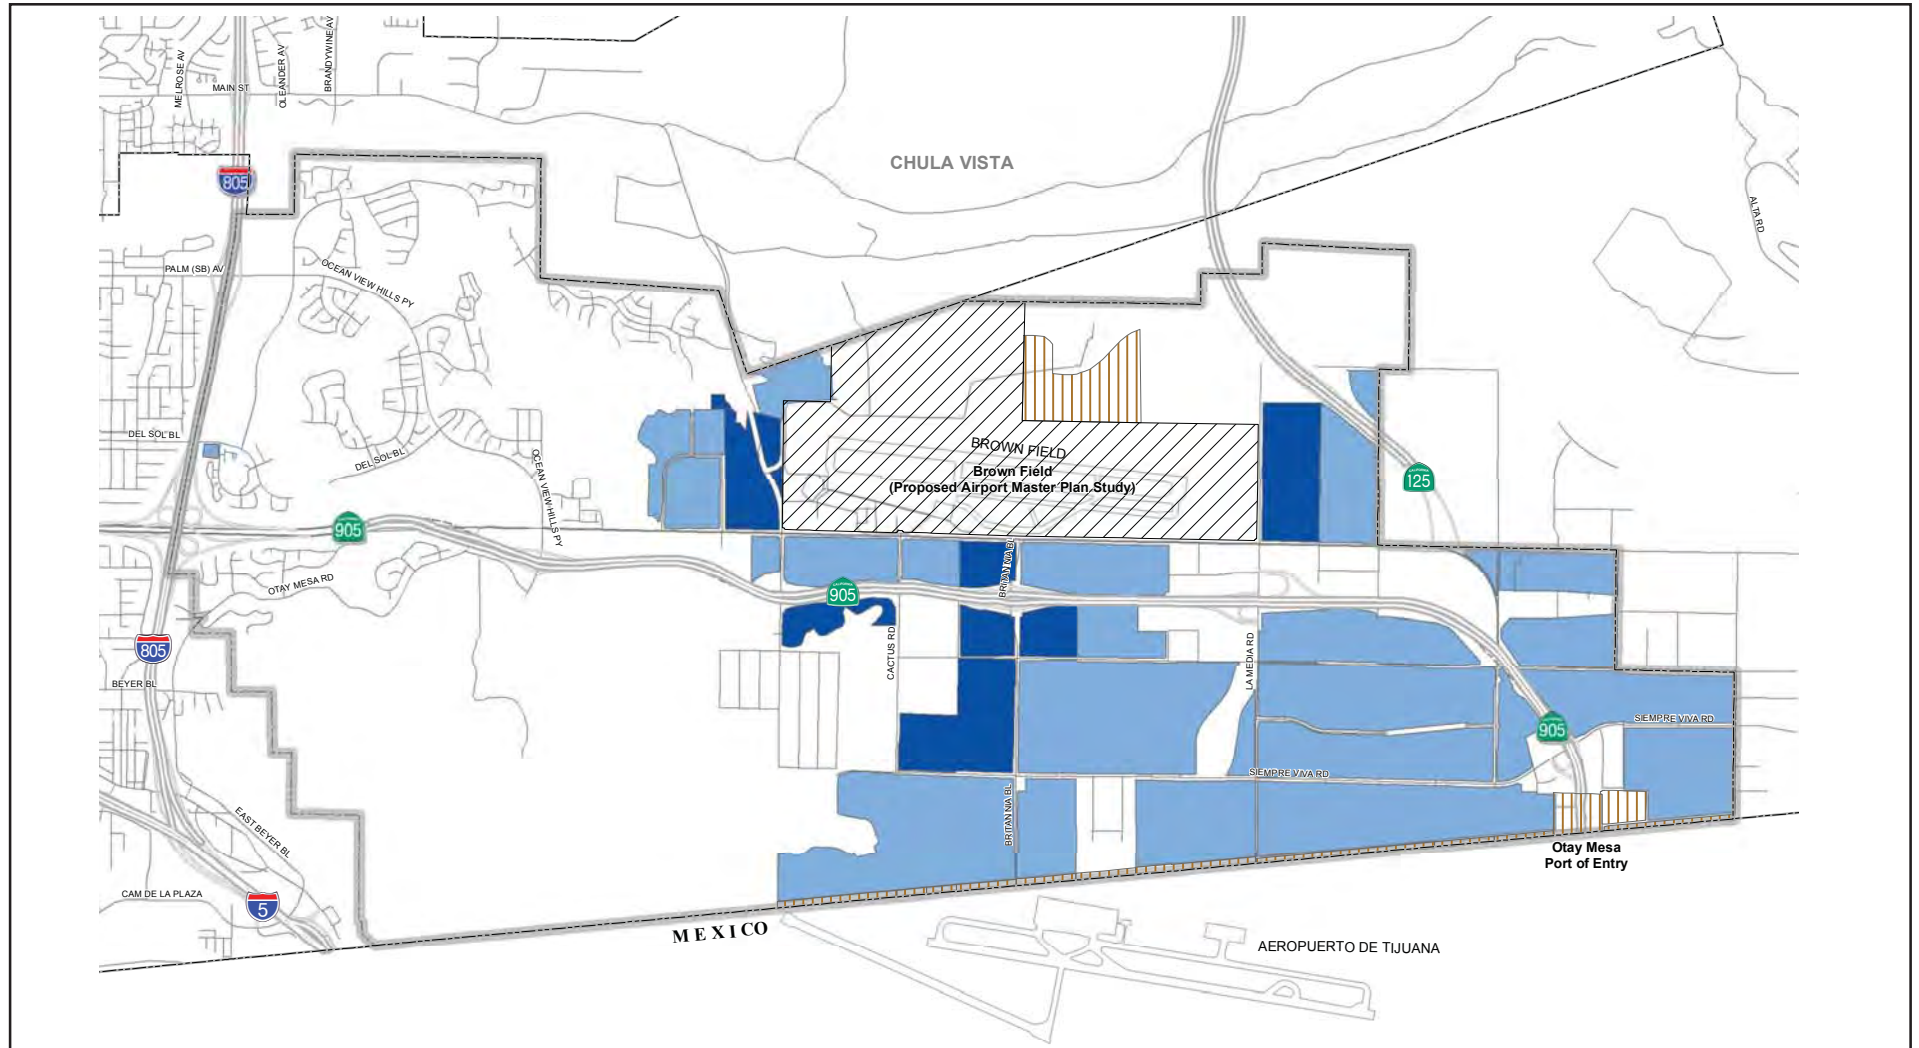 MELROSE AV
OLEANDER AV
BRANDYWINE AV
MAIN ST
CHULA VISTA
805
ALTA RD
PALM (SB) AV
OCEAN VIEW HILLS PY
DEL SOL BL
DEL SOL BL
OCEAN VIEW HILLS PY
BROWN FIELD
Brown Field
(Proposed Airport Master Plan Study)
CALIFORNIA
125
905
OTAY MESA RD
CALIFORNIA
905
BRITANNIA BL
805
BEYER BL
CACTUS RD
LA MEDIA RD
905
SIEMPRE VIVA RD
SIEMPRE VIVA RD
EAST BEYER BL
BRITANNIA BL
CAM DE LA PLAZA
5
Otay Mesa
Port of Entry
MEXICO
AEROPUERTO DE TIJUANA